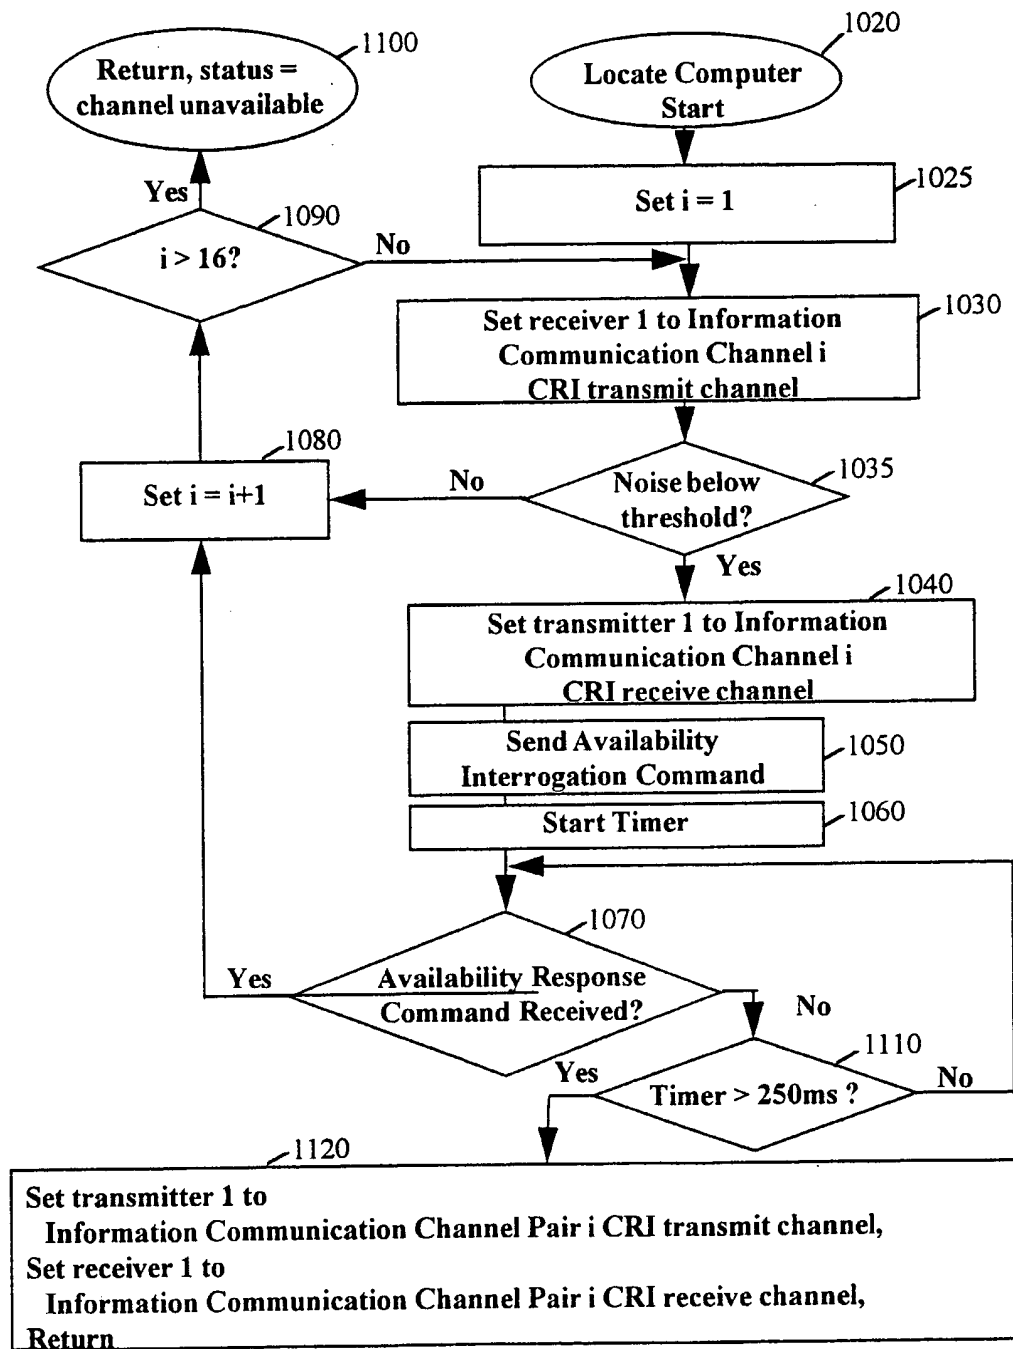 1100
Return, status =
channel unavailable
1020
Locate Computer
Start
1025
Set i = 1
Yes
1090
i > 16?
No
1030
Set receiver 1 to Information
Communication Channel i
CRI transmit channel
1080
Set i = i+1
No
1035
Noise below
threshold?
Yes
1040
Set transmitter 1 to Information
Communication Channel i
CRI receive channel
1050
Send Availability
Interrogation Command
1060
Start Timer
1070
Yes
Availability Response
Command Received?
No
1110
Yes
Timer > 250ms ?
No
1120
Set transmitter 1 to
Information Communication Channel Pair i CRI transmit channel,
Set receiver 1 to
Information Communication Channel Pair i CRI receive channel,
Return